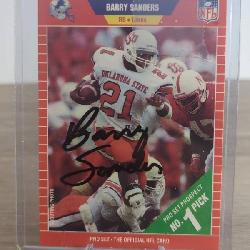 BARRY SANDERS
RB • Lions
NFL
OKLAHOMA STATE
21
21
Barry
Sanders
PRO SET PROSPECT
NO. 1
PICK
PRO SET • THE OFFICIAL NFL CARD